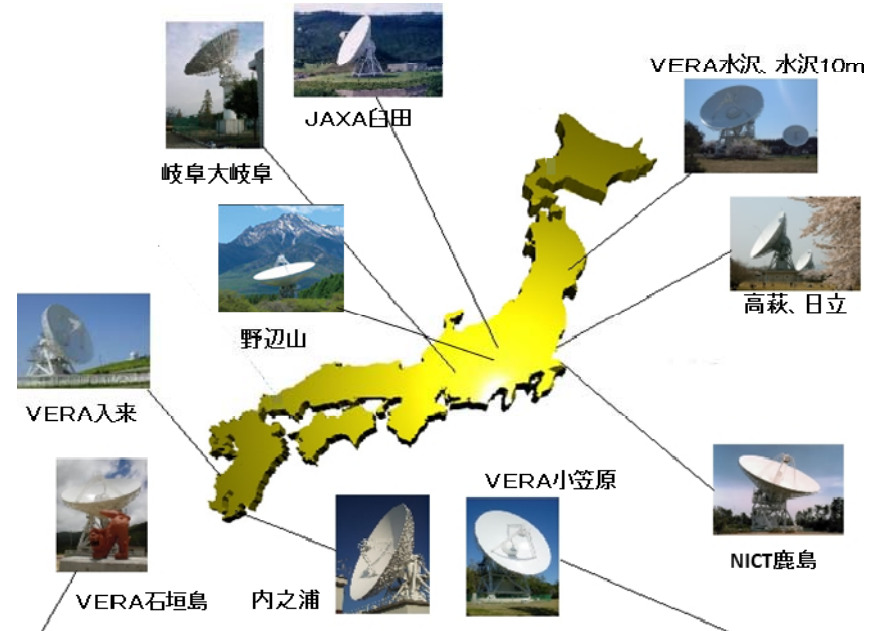 VERA水沢、水沢10m
JAXA臼田
岐阜大岐阜
高萩、日立
野辺山
VERA入来
VERA小笠原
NICT鹿島
VERA石垣島
内之浦